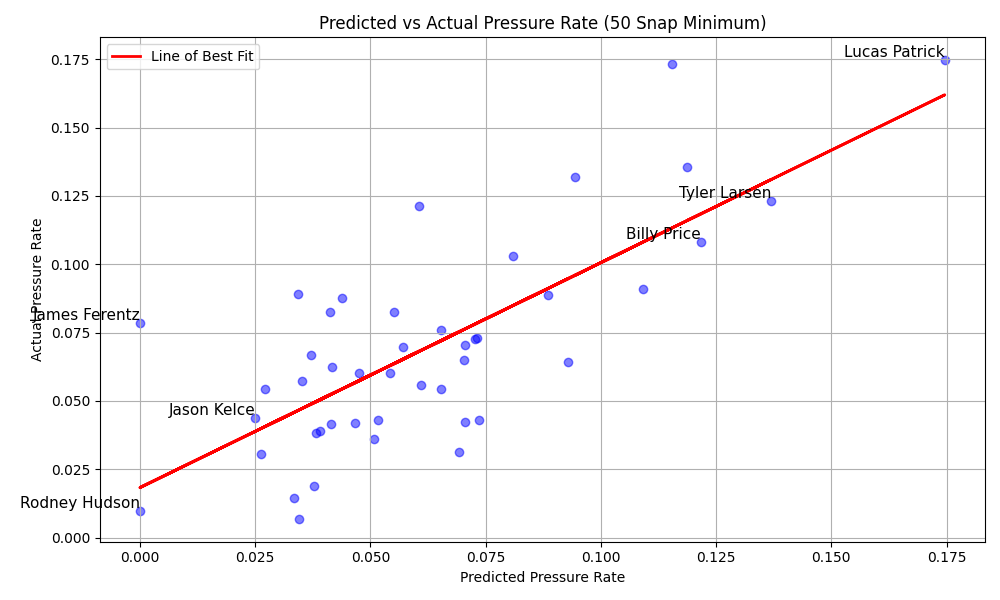 Predicted vs Actual Pressure Rate (50 Snap Minimum)
Line of Best Fit
Lucas Patrick
Tyler Larsen
Billy Price
James Ferentz
Jason Kelce
Rodney Hudson
Actual Pressure Rate
0.175
0.150
0.125
0.100
0.075
0.050
0.025
0.000
0.000 0.025 0.050 0.075 0.100 0.125 0.150 0.175
Predicted Pressure Rate